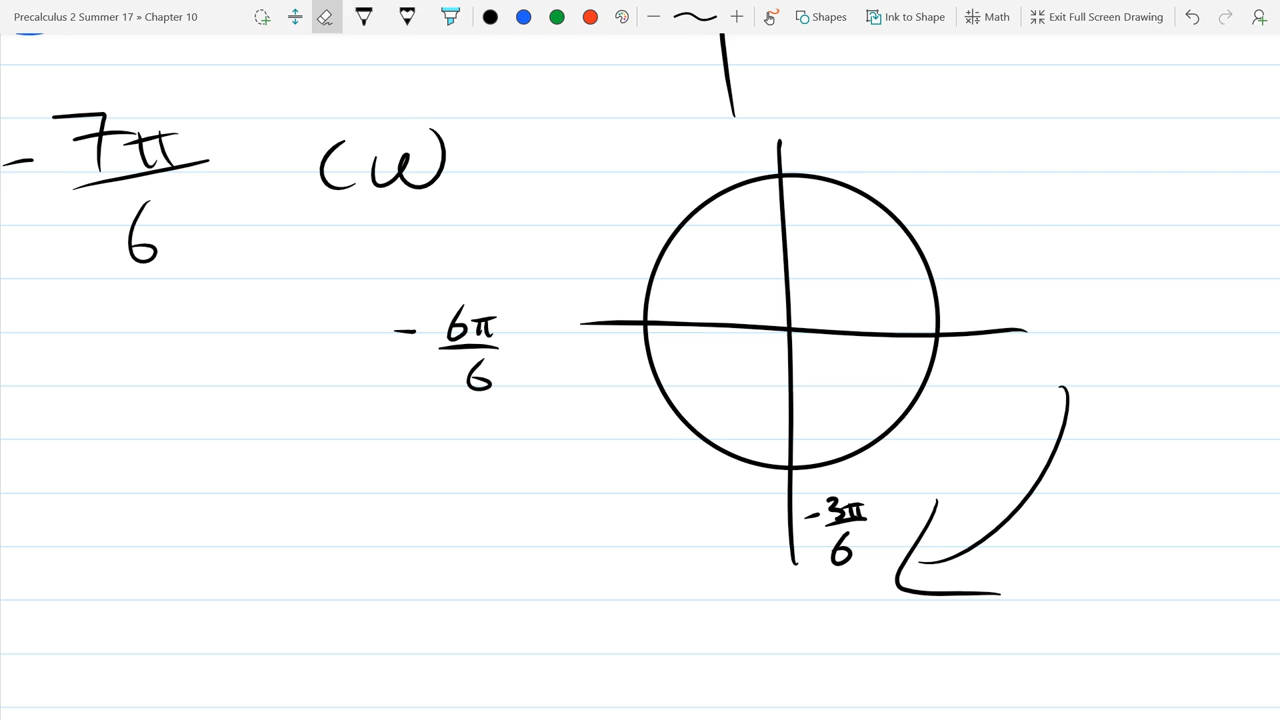 Precalculus 2 Summer 17 » Chapter 10
Shapes
Ink to Shape
Math
Exit Full Screen Drawing
- 7π
6
- 6π
6
- 3π
6